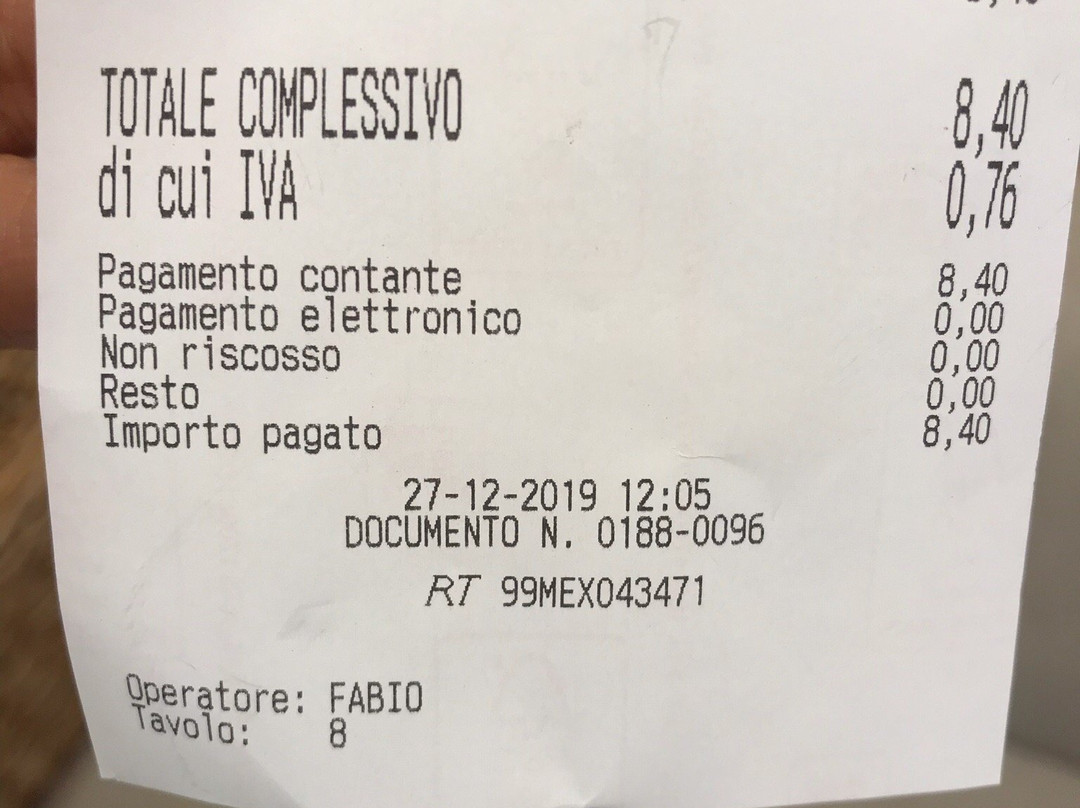 TOTALE COMPLESSIVO 8,40
di cui IVA 0,76
Pagamento contante 8,40
Pagamento elettronico 0,00
Non riscosso 0,00
Resto 0,00
Importo pagato 8,40
27-12-2019 12:05
DOCUMENTO N. 0188-0096
RT 99MEX043471
Operatore: FABIO
Tavolo: 8